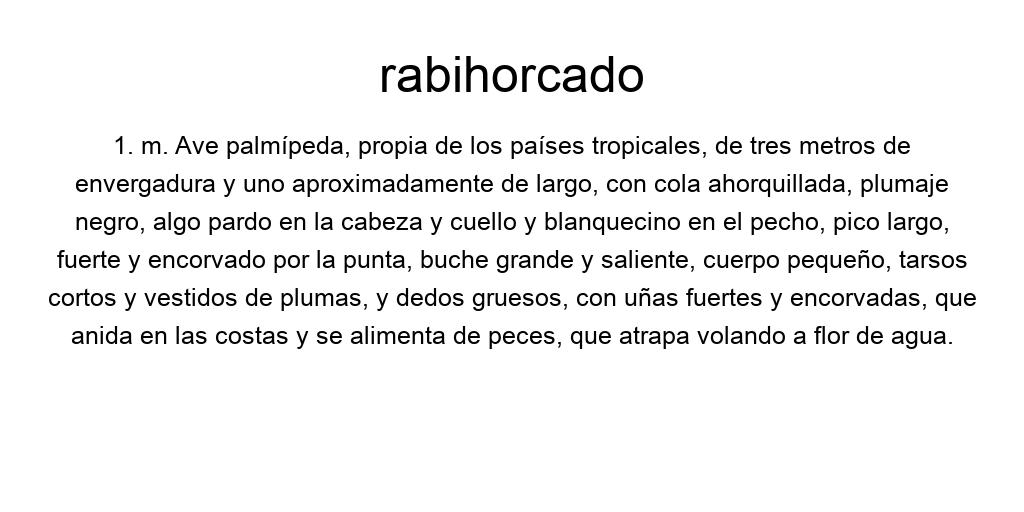 rabihorcado
1. m. Ave palmípeda, propia de los países tropicales, de tres metros de
envergadura y uno aproximadamente de largo, con cola ahorquillada, plumaje
negro, algo pardo en la cabeza y cuello y blanquecino en el pecho, pico largo,
fuerte y encorvado por la punta, buche grande y saliente, cuerpo pequeño, tarsos
cortos y vestidos de plumas, y dedos gruesos, con uñas fuertes y encorvadas, que
anida en las costas y se alimenta de peces, que atrapa volando a flor de agua.